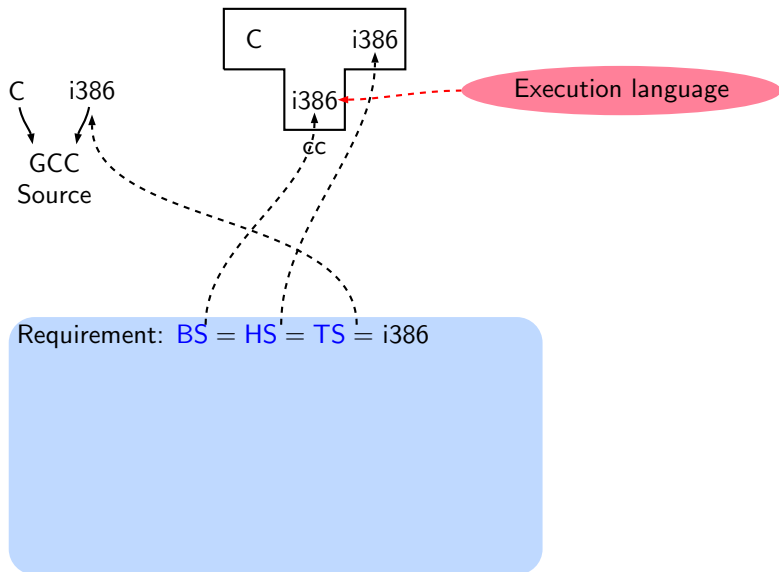 C i386
i386
Execution language
C i386
cc
GCC
Source
Requirement: BS = HS = TS = i386